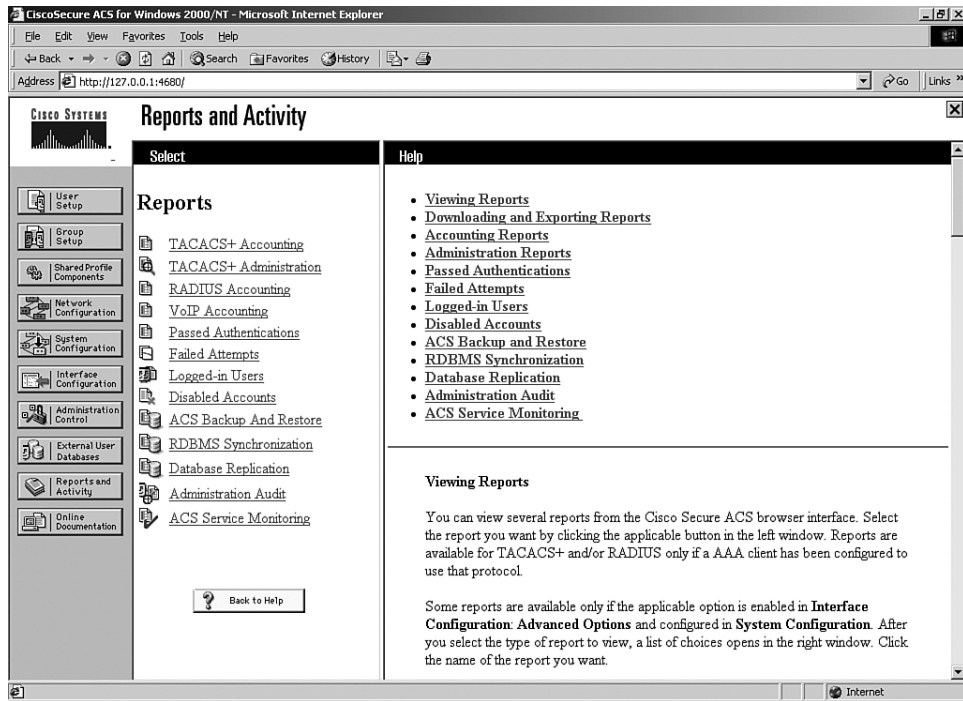 CiscoSecure ACS for Windows 2000/NT - Microsoft Internet Explorer
File Edit View Favorites Tools Help
Back Search Favorites History
Address http://127.0.0.1:4680/ Go Links »
CISCO SYSTEMS
Reports and Activity
Select
User Setup
Group Setup
Shared Profile Components
Network Configuration
System Configuration
Interface Configuration
Administration Control
External User Databases
Reports and Activity
Online Documentation
Reports
TACACS+ Accounting
TACACS+ Administration
RADIUS Accounting
VoIP Accounting
Passed Authentications
Failed Attempts
Logged-in Users
Disabled Accounts
ACS Backup And Restore
RDBMS Synchronization
Database Replication
Administration Audit
ACS Service Monitoring
? Back to Help
Help
• Viewing Reports
• Downloading and Exporting Reports
• Accounting Reports
• Administration Reports
• Passed Authentications
• Failed Attempts
• Logged-in Users
• Disabled Accounts
• ACS Backup and Restore
• RDBMS Synchronization
• Database Replication
• Administration Audit
• ACS Service Monitoring
Viewing Reports
You can view several reports from the Cisco Secure ACS browser interface. Select
the report you want by clicking the applicable button in the left window. Reports are
available for TACACS+ and/or RADIUS only if a AAA client has been configured to
use that protocol.
Some reports are available only if the applicable option is enabled in Interface
Configuration: Advanced Options and configured in System Configuration. After
you select the type of report to view, a list of choices opens in the right window. Click
the name of the report you want.
Internet